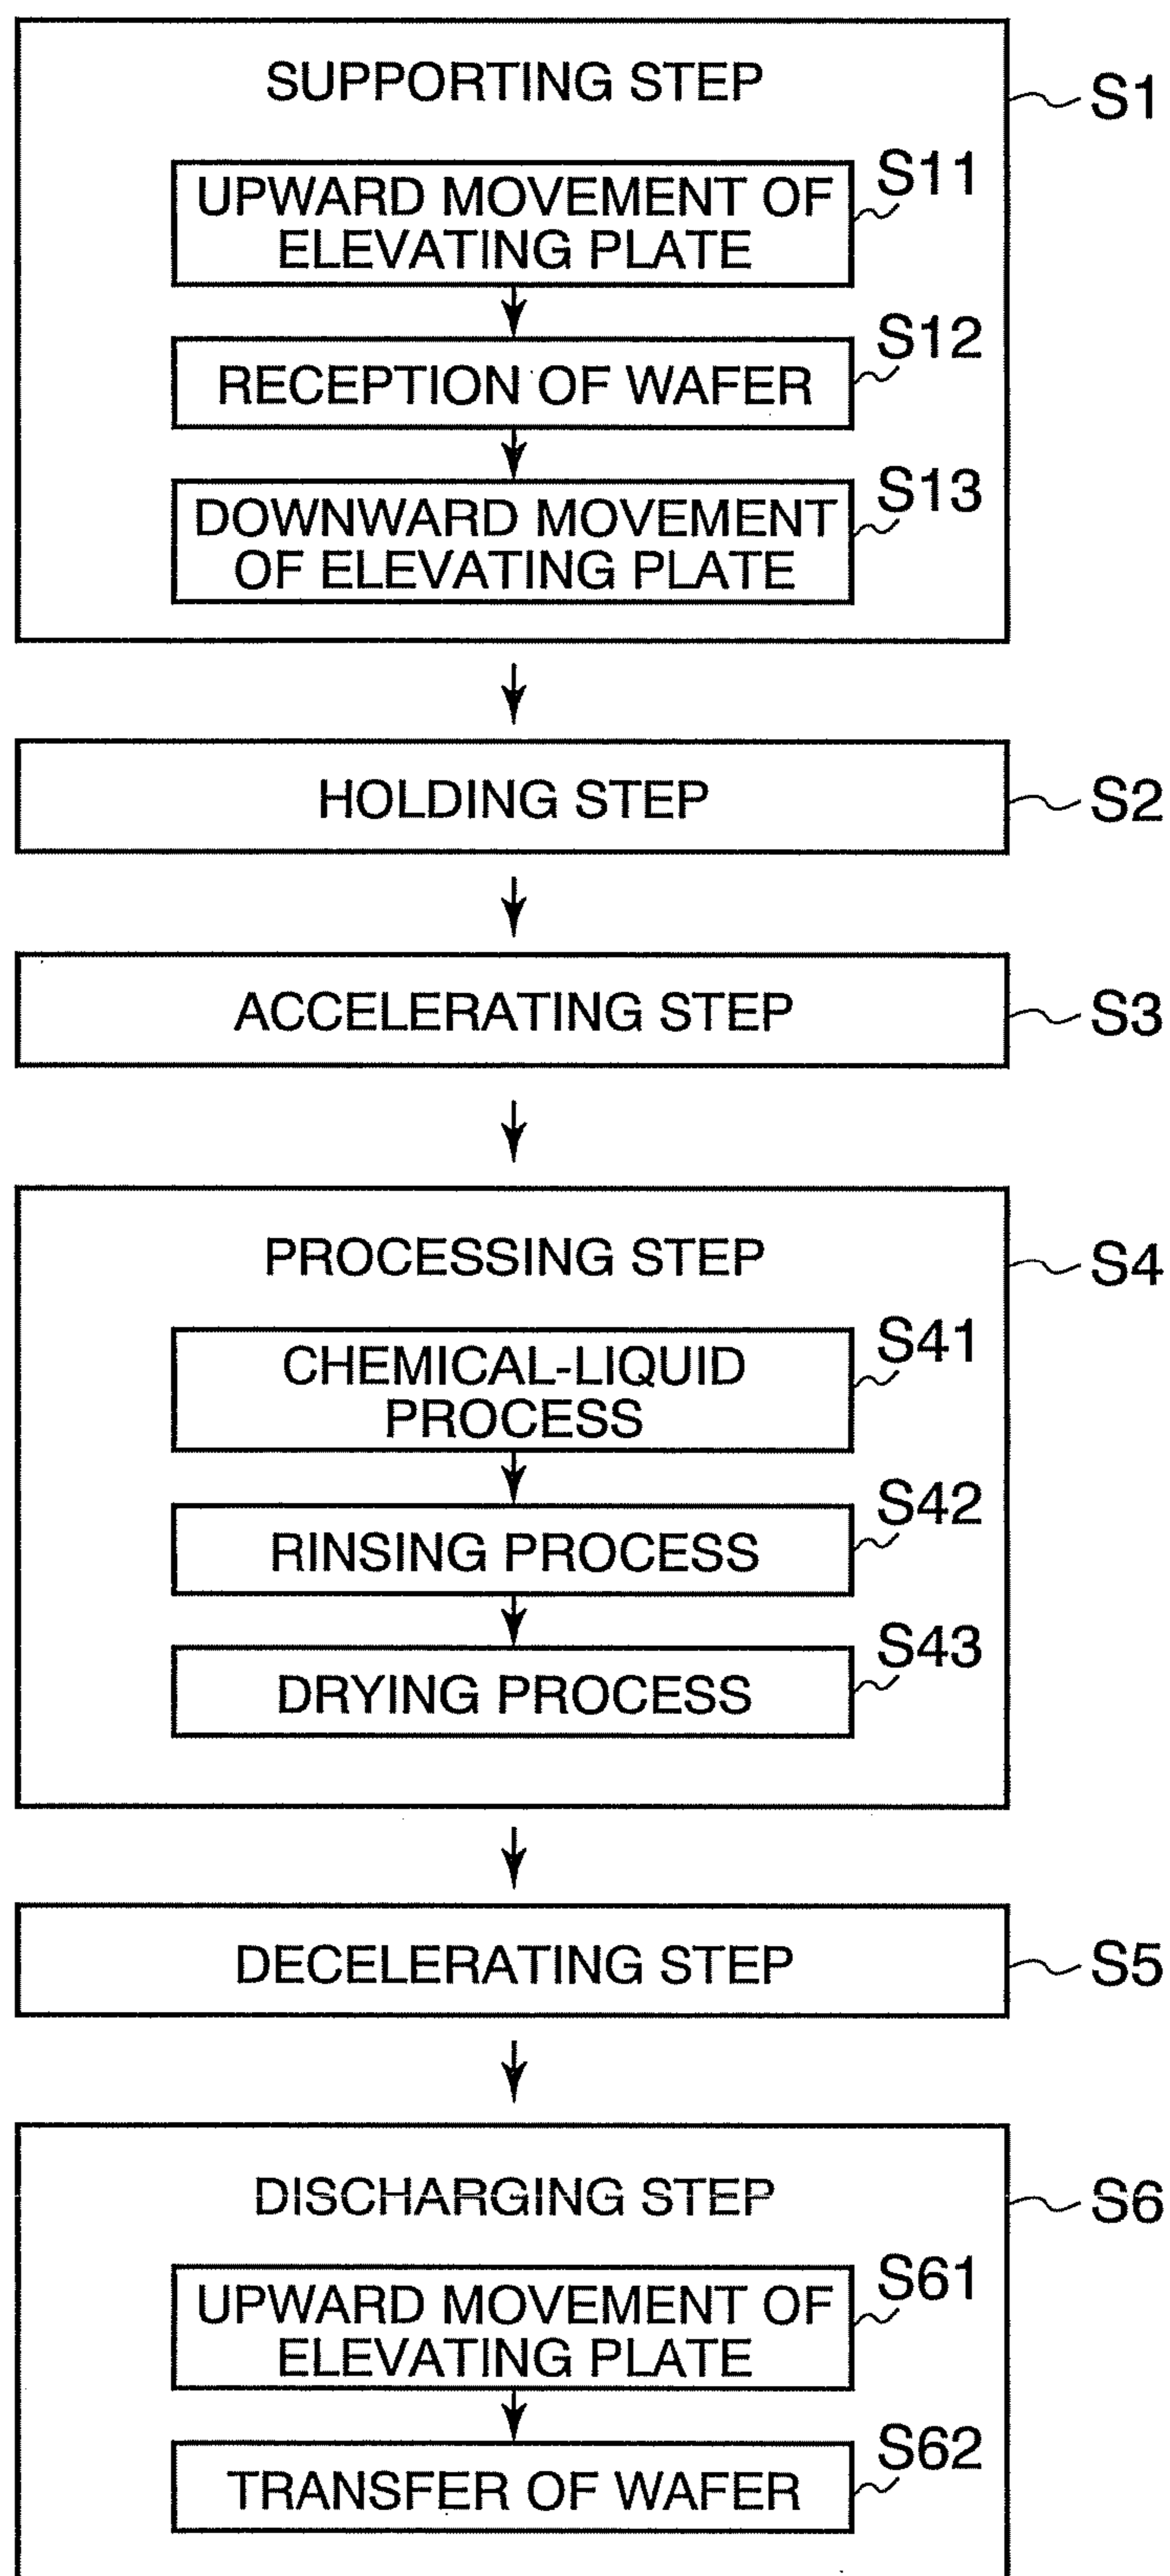 SUPPORTING STEP
S1
S11
UPWARD MOVEMENT OF
ELEVATING PLATE
S12
RECEPTION OF WAFER
S13
DOWNWARD MOVEMENT
OF ELEVATING PLATE
HOLDING STEP
S2
ACCELERATING STEP
S3
PROCESSING STEP
S4
S41
CHEMICAL-LIQUID
PROCESS
S42
RINSING PROCESS
S43
DRYING PROCESS
DECELERATING STEP
S5
DISCHARGING STEP
S6
S61
UPWARD MOVEMENT OF
ELEVATING PLATE
S62
TRANSFER OF WAFER